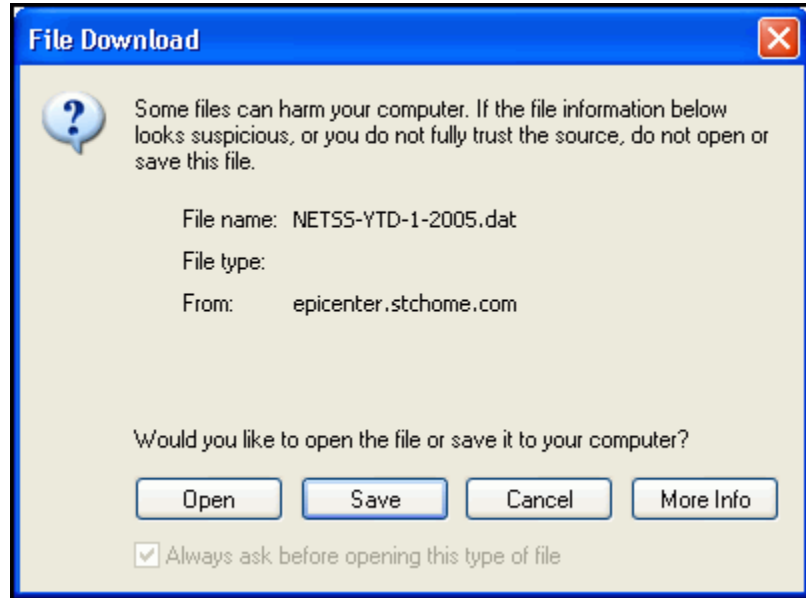 File Download
Some files can harm your computer. If the file information below
looks suspicious, or you do not fully trust the source, do not open or
save this file.
File name: NETSS-YTD-1-2005.dat
File type:
From: epicenter.stchome.com
Would you like to open the file or save it to your computer?
Open Save Cancel More Info
Always ask before opening this type of file